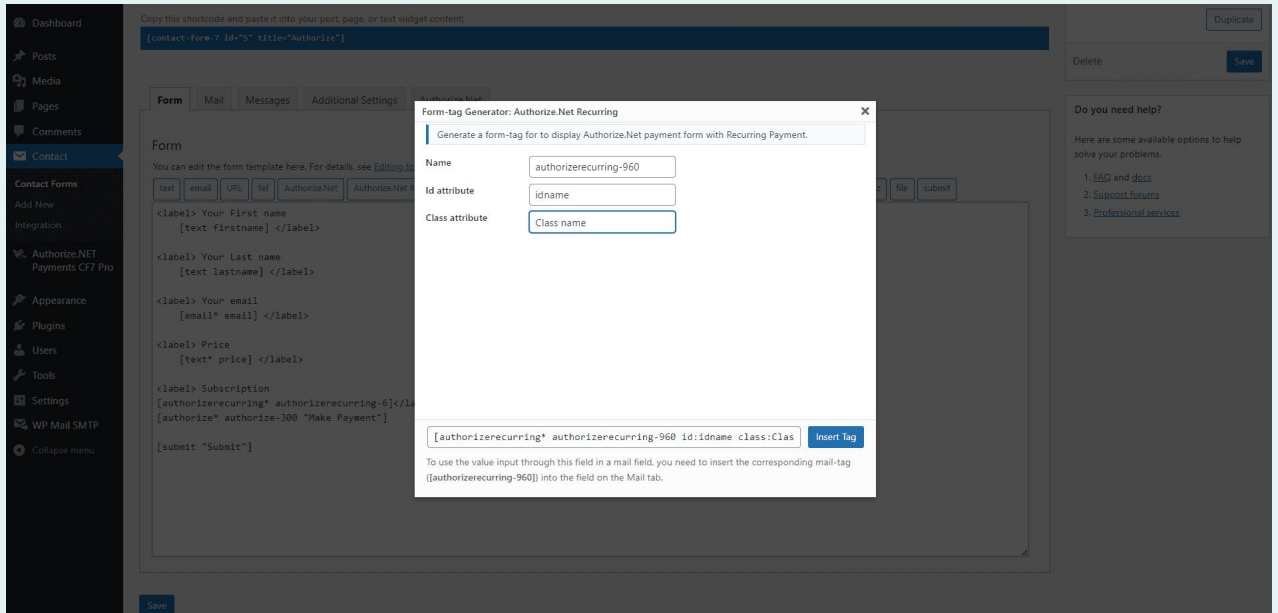 Dashboard
Posts
Media
Pages
Comments
Contact
Contact Forms
Add New
Integration
Authorize.NET
Payments CF7 Pro
Appearance
Plugins
Users
Tools
Settings
WP Mail SMTP
Collapse menu
Copy this shortcode and paste it into your post, page, or text widget content:
[contact-form-7 id="5" title="Authorize"]
Form Mail Messages Additional Settings Authorize.Net
Form
You can edit the form template here. For details, see Editing fo
text email URL tel Authorize.Net Authorize.Net R
file submit
<label> Your First name
[text firstname] </label>
<label> Your Last name
[text lastname] </label>
<label> Your email
[email* email] </label>
<label> Price
[text* price] </label>
<label> Subscription
[authorizerecurring* authorizerecurring-6]</la
[authorize* authorize-300 "Make Payment"]
[submit "Submit"]
Save
Form-tag Generator: Authorize.Net Recurring
Generate a form-tag for to display Authorize.Net payment form with Recurring Payment.
Name authorizerecurring-960
Id attribute idname
Class attribute Class name
[authorizerecurring* authorizerecurring-960 id:idname class:Clas Insert Tag
To use the value input through this field in a mail field, you need to insert the corresponding mail-tag
([authorizerecurring-960]) into the field on the Mail tab.
Duplicate
Delete Save
Do you need help?
Here are some available options to help
solve your problems.
1. FAQ and docs
2. Support forums
3. Professional services